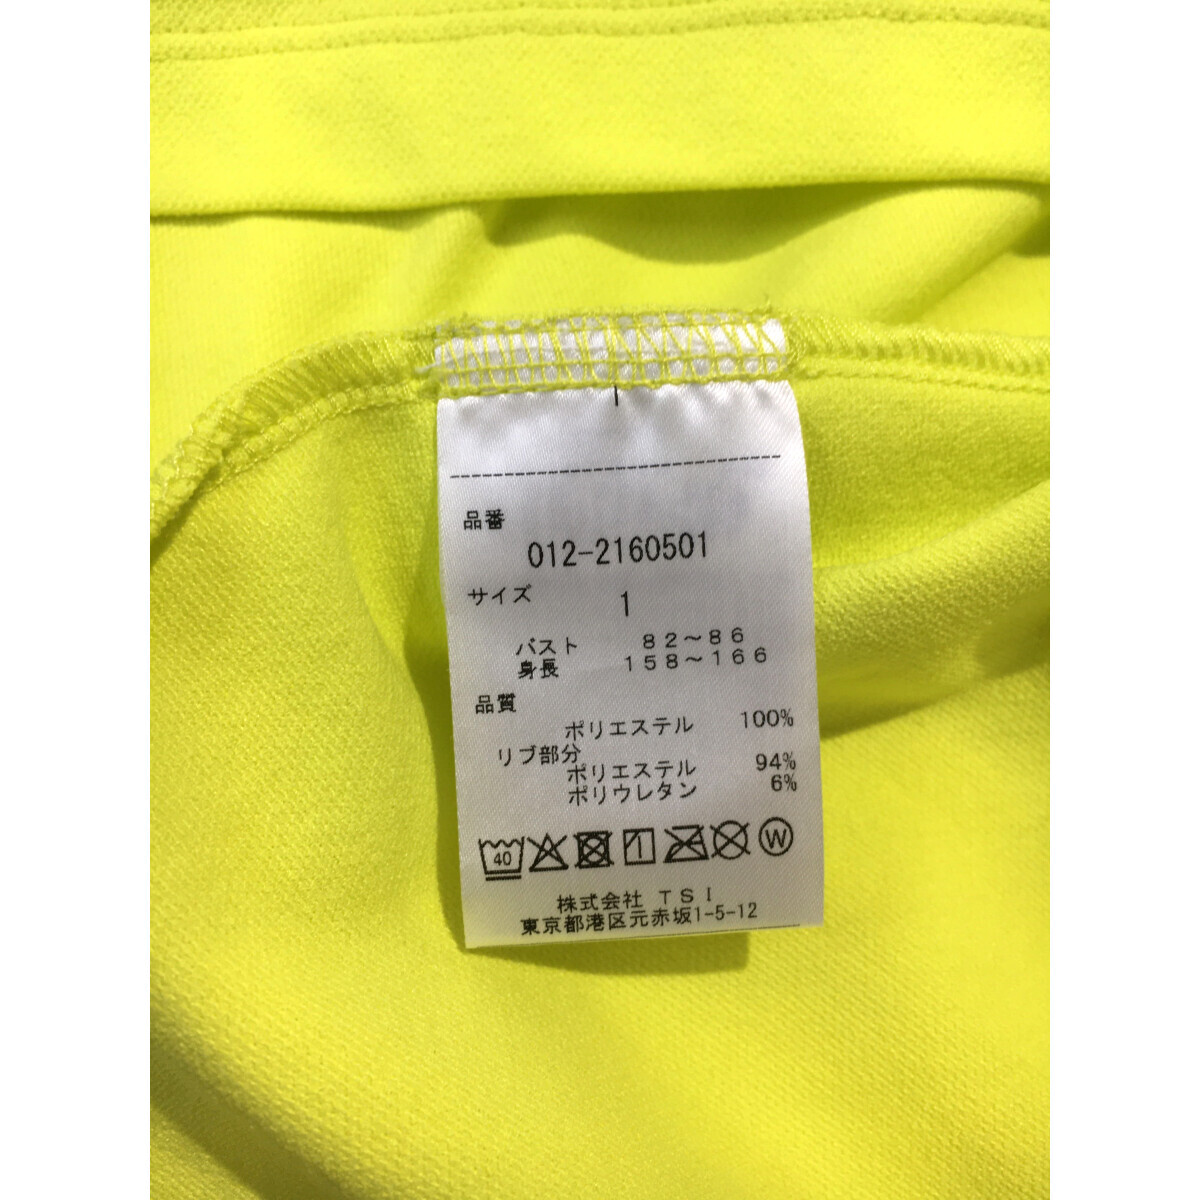 品番
012-2160501
サイズ 1
バスト 82〜86
身長 158〜166
品質
ポリエステル 100%
リブ部分
ポリエステル 94%
ポリウレタン 6%
40 W
株式会社 TSI
東京都港区元赤坂1-5-12